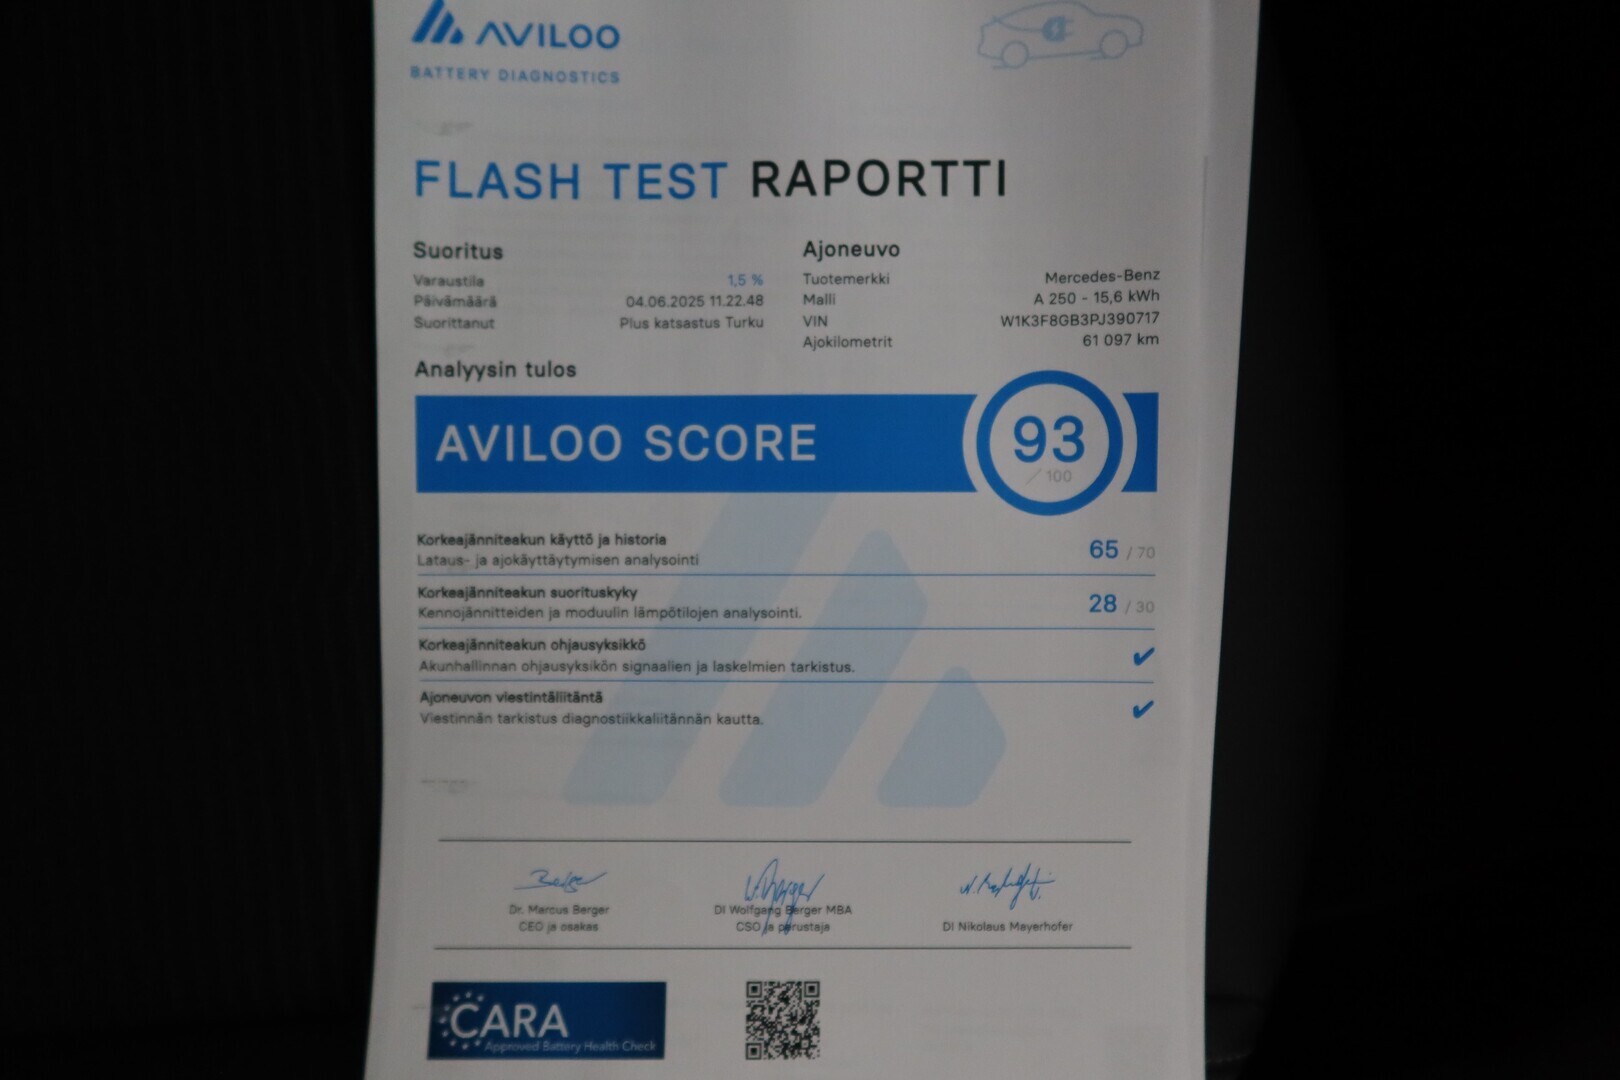 AVILOO
BATTERY DIAGNOSTICS
FLASH TEST RAPORTTI
Suoritus
Varaustila 1,5 %
Päivämäärä 04.06.2025 11.22.48
Suorittanut Plus katsastus Turku
Ajoneuvo
Tuotemerkki Mercedes-Benz
Malli A 250 - 15,6 kWh
VIN W1K3F8GB3PJ390717
Ajokilometrit 61 097 km
Analyysin tulos
AVILOO SCORE 93 / 100
Korkeajänniteakun käyttö ja historia
Lataus- ja ajokäyttäytymisen analysointi
65 / 70
Korkeajänniteakun suorituskyky
Kennojännitteiden ja moduulin lämpötilojen analysointi.
28 / 30
Korkeajänniteakun ohjausyksikkö
Akunhallinnan ohjausyksikön signaalien ja laskelmien tarkistus.
Ajoneuvon viestintäliitäntä
Viestinnän tarkistus diagnostiikkaliitännän kautta.
Dr. Marcus Berger
CEO ja osakas
DI Wolfgang Berger MBA
CSO ja perustaja
DI Nikolaus Mayerhofer
CARA
Approved Battery Health Check